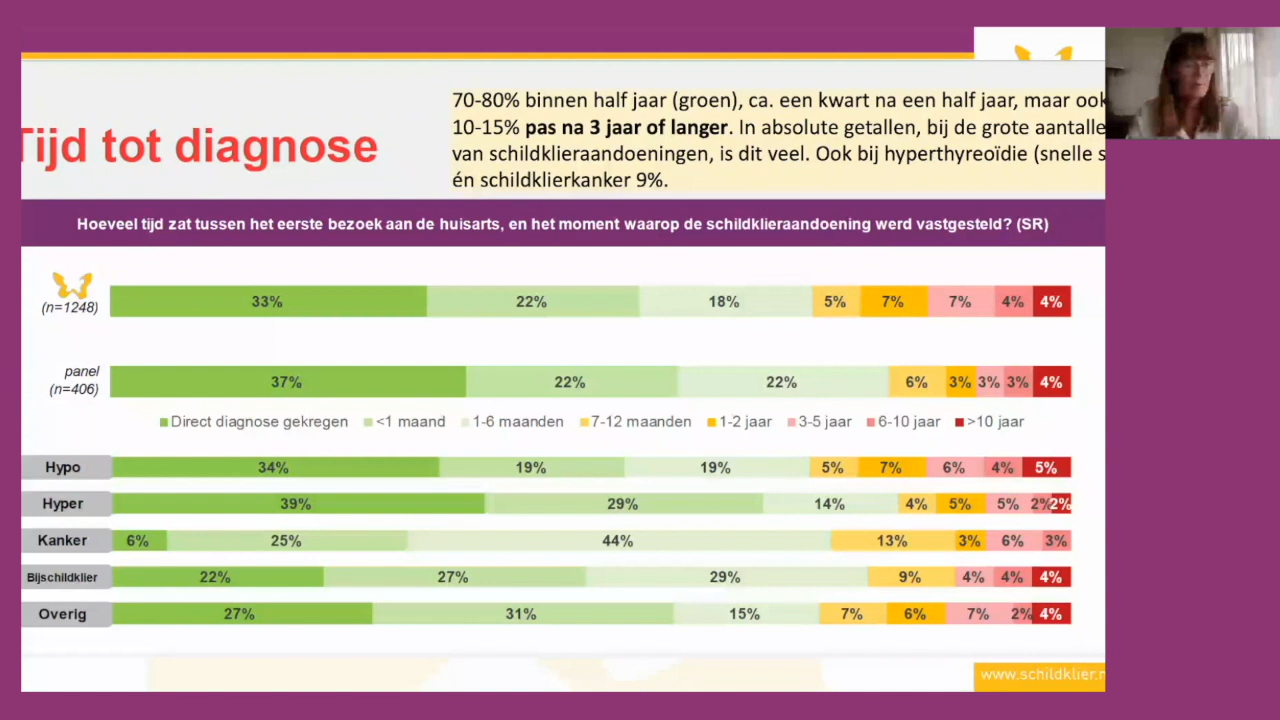 Tijd tot diagnose
70-80% binnen half jaar (groen), ca. een kwart na een half jaar, maar ook
10-15% pas na 3 jaar of langer. In absolute getallen, bij de grote aantalle
van schildklieraandoeningen, is dit veel. Ook bij hyperthyreoïdie (snelle s
én schildklierkanker 9%.
Hoeveel tijd zat tussen het eerste bezoek aan de huisarts, en het moment waarop de schildklieraandoening werd vastgesteld? (SR)
(n=1248) 33% 22% 18% 5% 7% 7% 4% 4%
panel
(n=406) 37% 22% 22% 6% 3% 3% 3% 4%
Direct diagnose gekregen <1 maand 1-6 maanden 7-12 maanden 1-2 jaar 3-5 jaar 6-10 jaar >10 jaar
Hypo 34% 19% 19% 5% 7% 6% 4% 5%
Hyper 39% 29% 14% 4% 5% 5% 2% 2%
Kanker 6% 25% 44% 13% 3% 6% 3%
Bijschildklier 22% 27% 29% 9% 4% 4% 4%
Overig 27% 31% 15% 7% 6% 7% 2% 4%
www.schildklier.n